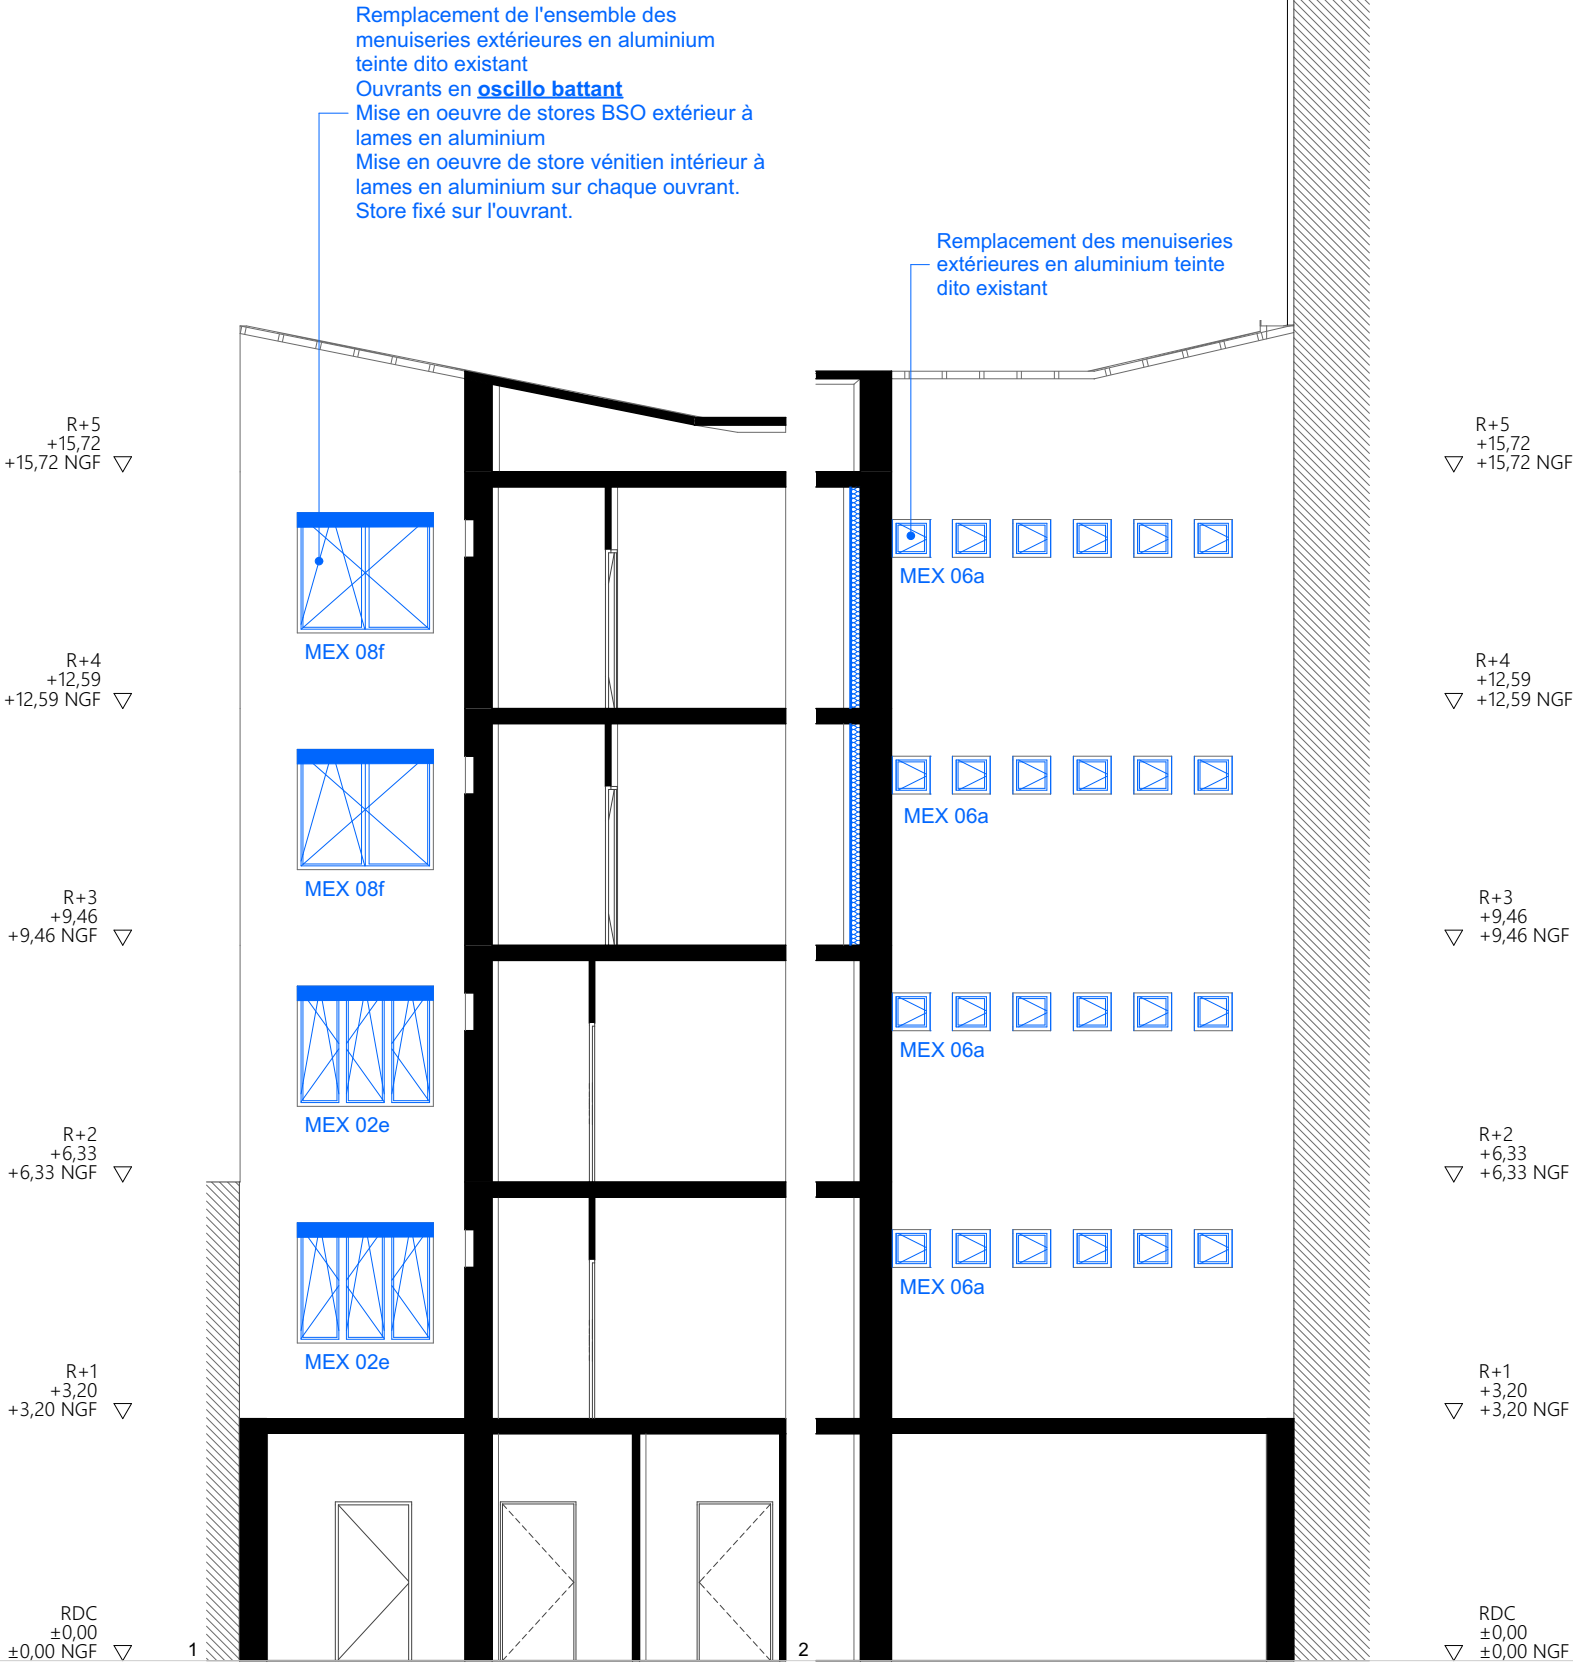 Remplacement de l'ensemble des
menuiseries extérieures en aluminium
teinte dito existant
Ouvrants en oscillo battant
Mise en oeuvre de stores BSO extérieur à
lames en aluminium
Mise en oeuvre de store vénitien intérieur à
lames en aluminium sur chaque ouvrant.
Store fixé sur l'ouvrant.
Remplacement des menuiseries
extérieures en aluminium teinte
dito existant
R+5
+15,72
+15,72 NGF
R+5
+15,72
+15,72 NGF
MEX 06a
MEX 08f
R+4
+12,59
+12,59 NGF
R+4
+12,59
+12,59 NGF
MEX 06a
MEX 08f
R+3
+9,46
+9,46 NGF
R+3
+9,46
+9,46 NGF
MEX 06a
MEX 02e
R+2
+6,33
+6,33 NGF
R+2
+6,33
+6,33 NGF
MEX 06a
MEX 02e
R+1
+3,20
+3,20 NGF
R+1
+3,20
+3,20 NGF
RDC
±0,00
±0,00 NGF
1
2
RDC
±0,00
±0,00 NGF